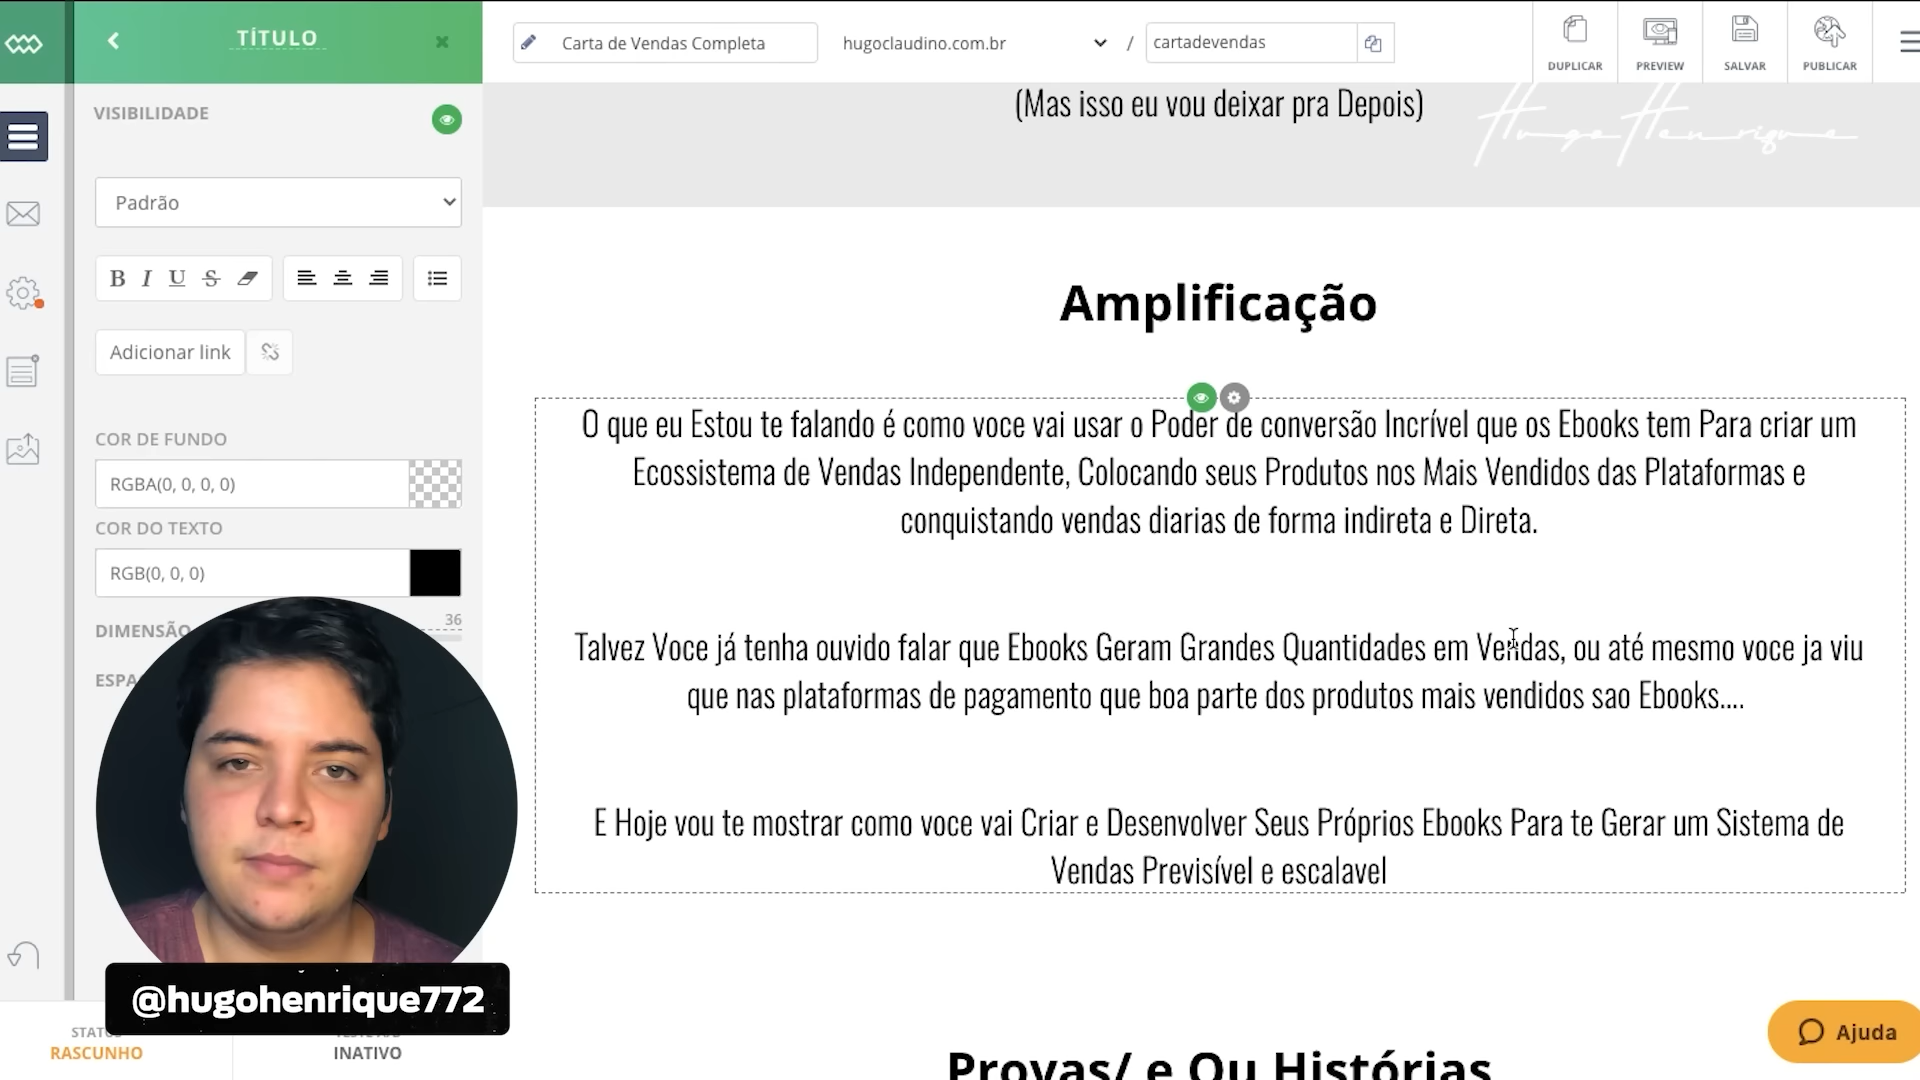 TÍTULO
Carta de Vendas Completa
hugoclaudino.com.br
/
cartadevendas
DUPLICAR
PREVIEW
SALVAR
PUBLICAR
VISIBILIDADE
(Mas isso eu vou deixar pra Depois)
Hugo Henrique
Padrão
B I U S
Adicionar link
COR DE FUNDO
RGBA(0, 0, 0, 0)
COR DO TEXTO
RGB(0, 0, 0)
DIMENSÃO
36
Amplificação
O que eu Estou te falando é como voce vai usar o Poder de conversão Incrível que os Ebooks tem Para criar um
Ecossistema de Vendas Independente, Colocando seus Produtos nos Mais Vendidos das Plataformas e
conquistando vendas diarias de forma indireta e Direta.
Talvez Voce já tenha ouvido falar que Ebooks Geram Grandes Quantidades em Vendas, ou até mesmo voce ja viu
que nas plataformas de pagamento que boa parte dos produtos mais vendidos sao Ebooks....
E Hoje vou te mostrar como voce vai Criar e Desenvolver Seus Próprios Ebooks Para te Gerar um Sistema de
Vendas Previsível e escalavel
@hugohenrique772
RASCUNHO
INATIVO
Provas/ e Ou Histórias
Ajuda